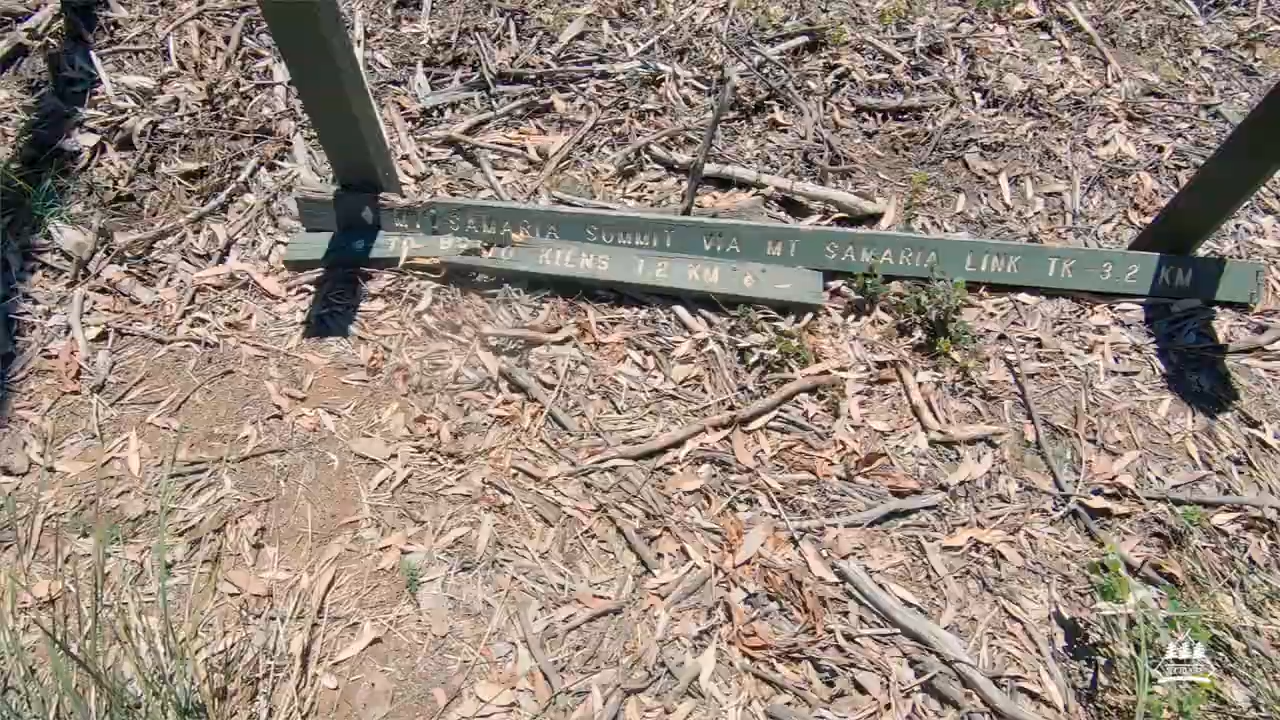 MT SAMARIA SUMMIT VIA MT SAMARIA LINK TK 3.2 KM
TO KILNS 1.2 KM